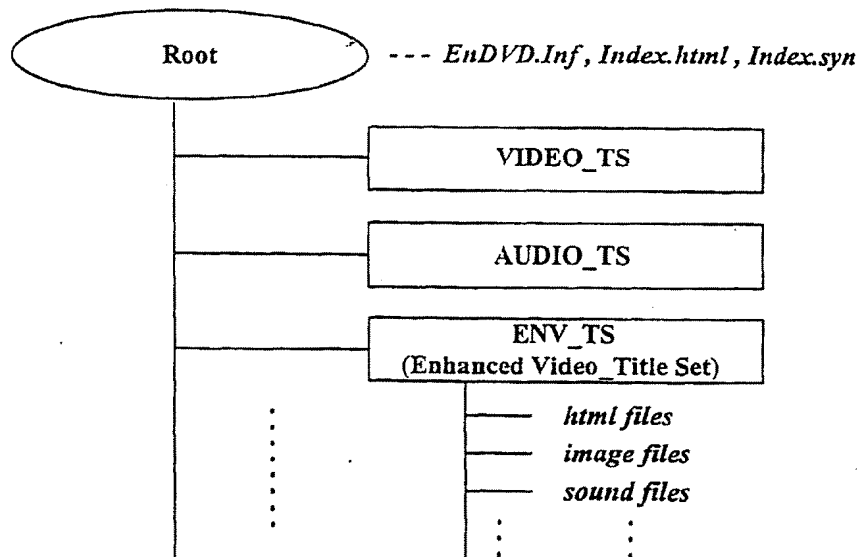 Root --- EnDVD.Inf, Index.html, Index.syn
VIDEO_TS
AUDIO_TS
ENV_TS
(Enhanced Video_Title Set)
html files
image files
sound files